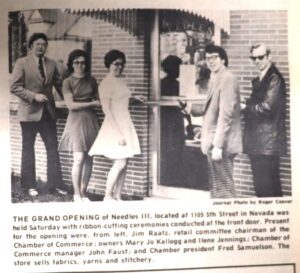 Journal Photo by Roger Coever
THE GRAND OPENING of Needles III, located at 1105 5th Street in Nevada was
held Saturday with ribbon-cutting ceremonies conducted at the front door. Present
for the opening were, from left, Jim Raatz, retail committee chairman of the
Chamber of Commerce; owners Mary Jo Kellogg and Ilene Jennings; Chamber of
Commerce manager John Faust; and Chamber president Fred Samuelson. The
store sells fabrics, yarns and stitchery.